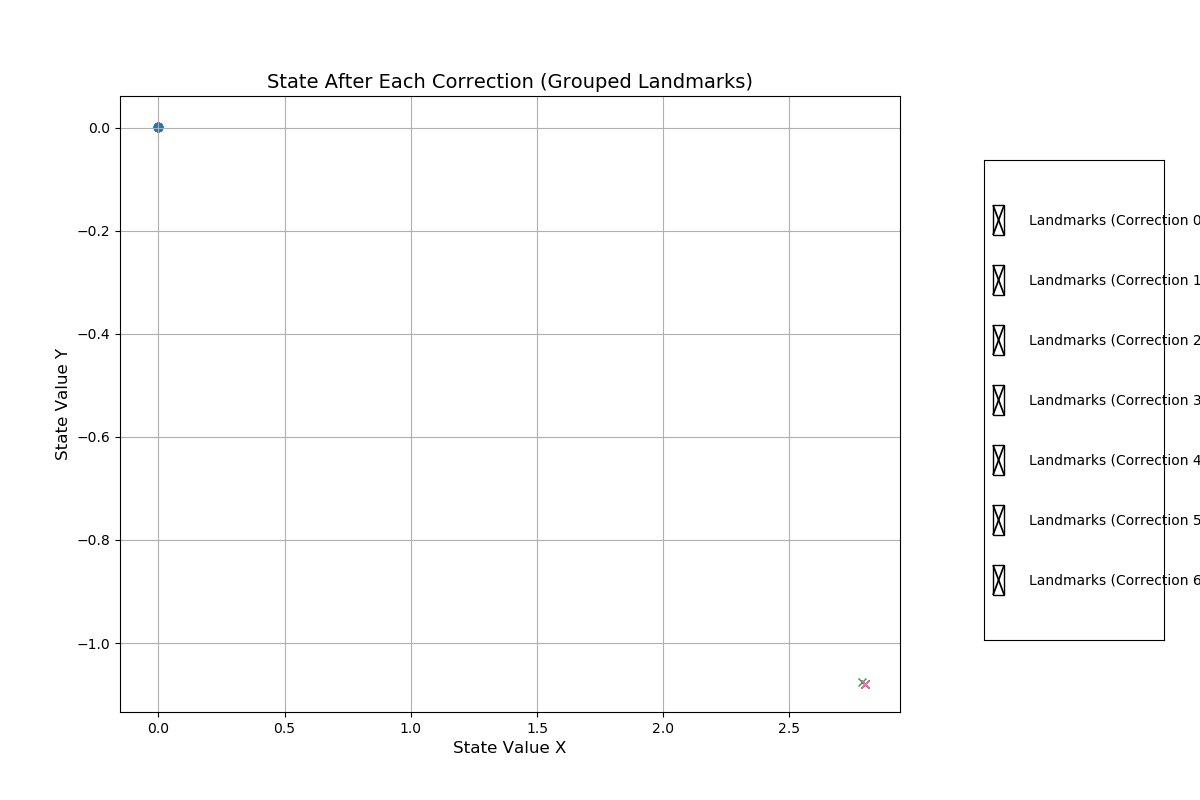 State After Each Correction (Grouped Landmarks)
0.0
−0.2
−0.4
−0.6
−0.8
−1.0
State Value Y
0.0 0.5 1.0 1.5 2.0 2.5
State Value X
Landmarks (Correction 0
Landmarks (Correction 1
Landmarks (Correction 2
Landmarks (Correction 3
Landmarks (Correction 4
Landmarks (Correction 5
Landmarks (Correction 6